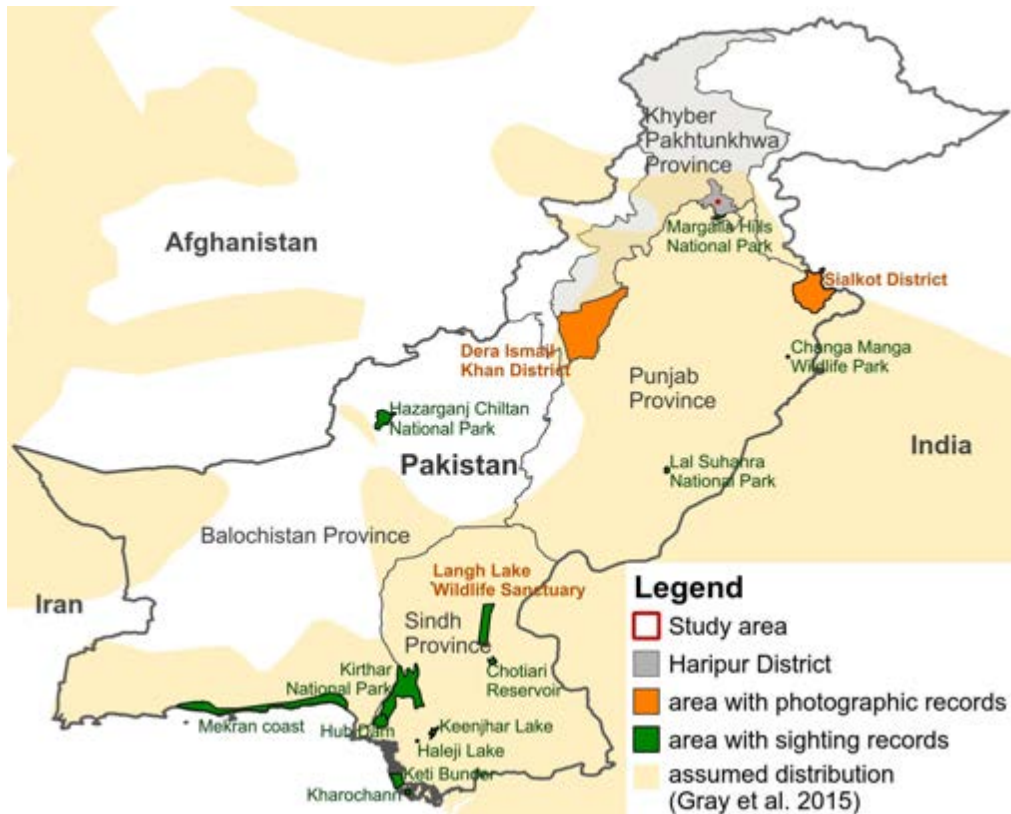 Khyber
Pakhtunkhwa
Province
Afghanistan
Margalla Hills
National Park
Sialkot District
Dera Ismail
Khan District
Changa Manga
Wildlife Park
Punjab
Province
Hazarganj Chiltan
National Park
Pakistan
India
Lal Suhanra
National Park
Balochistan Province
Iran
Langh Lake
Wildlife Sanctuary
Sindh
Province
Kirthar
National Park
Chotiari
Reservoir
Mekran coast
Hub Dam
Keenjhar Lake
Haleji Lake
Keti Bunder
Kharochann
Legend
Study area
Haripur District
area with photographic records
area with sighting records
assumed distribution
(Gray et al. 2015)